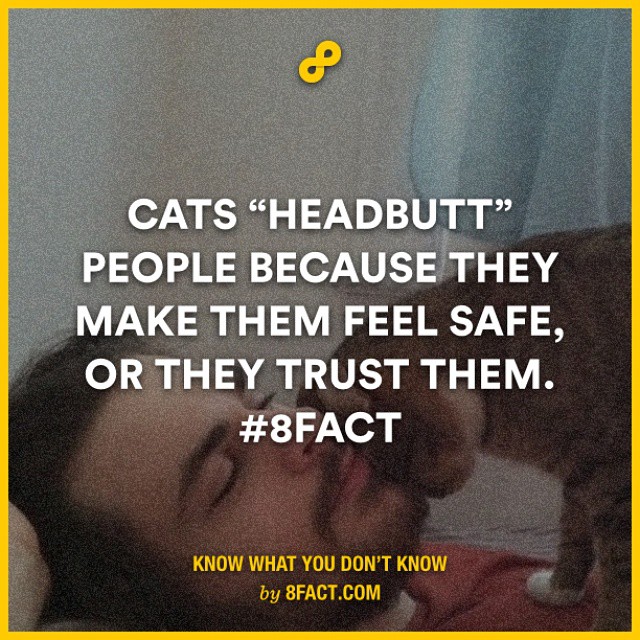 CATS “HEADBUTT”
PEOPLE BECAUSE THEY
MAKE THEM FEEL SAFE,
OR THEY TRUST THEM.
#8FACT
KNOW WHAT YOU DON’T KNOW
by 8FACT.COM